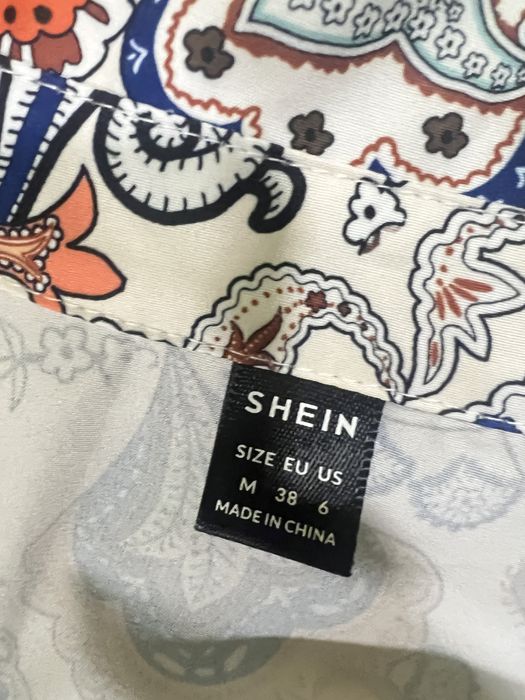 SHEIN
SIZE EU US
M 38 6
MADE IN CHINA